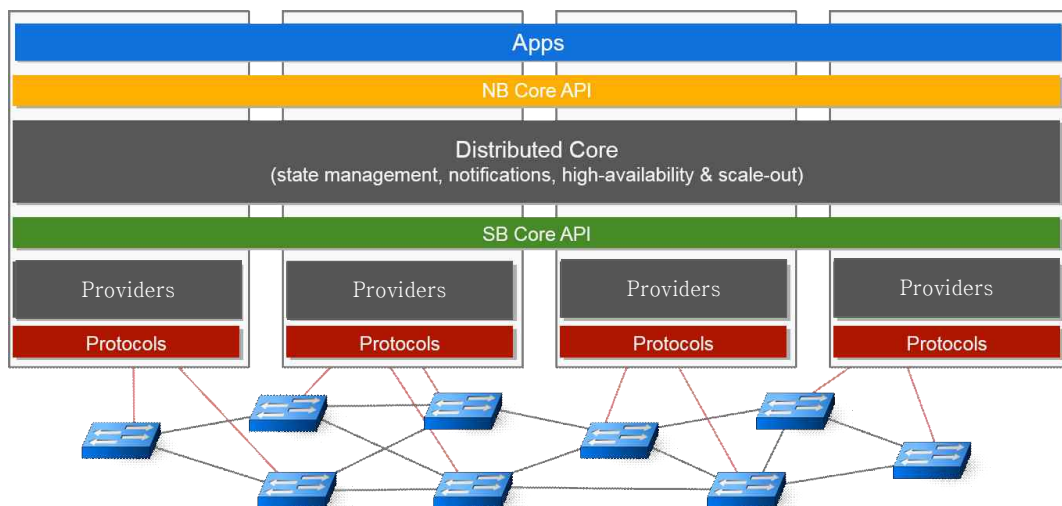 Apps
NB Core API
Distributed Core
(state management, notifications, high-availability & scale-out)
SB Core API
Providers
Providers
Providers
Providers
Protocols
Protocols
Protocols
Protocols